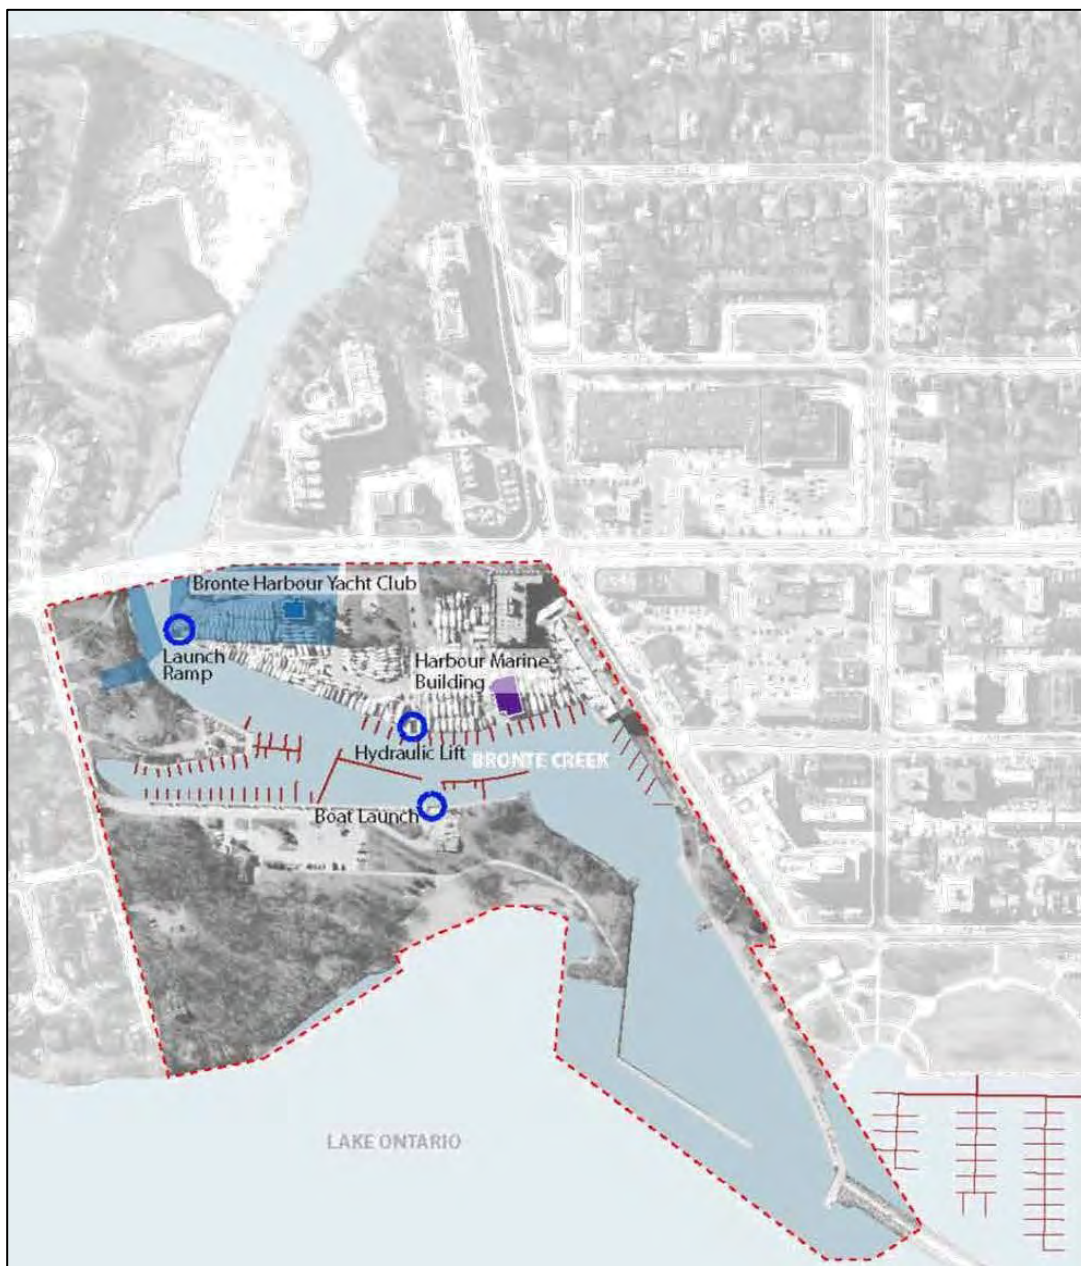 Bronte Harbour Yacht Club
Launch
Ramp
Harbour Marine
Building
Hydraulic Lift
BRONTE CREEK
Boat Launch
LAKE ONTARIO